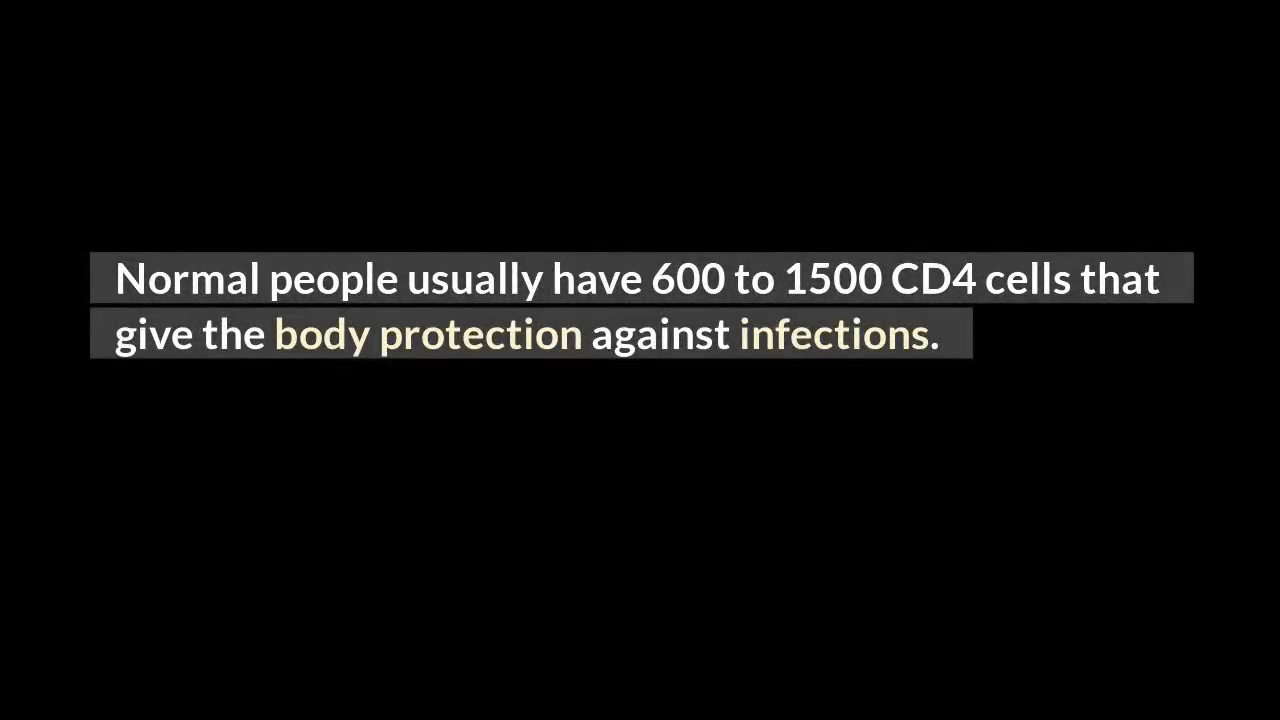 Normal people usually have 600 to 1500 CD4 cells that
give the body protection against infections.